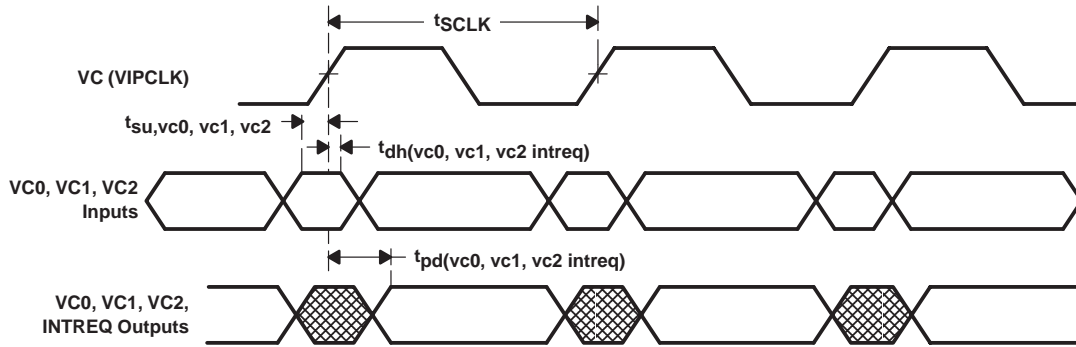 tSCLK
VC (VIPCLK)
tsu,vc0, vc1, vc2
tdh(vc0, vc1, vc2 intreq)
VC0, VC1, VC2
Inputs
tpd(vc0, vc1, vc2 intreq)
VC0, VC1, VC2,
INTREQ Outputs